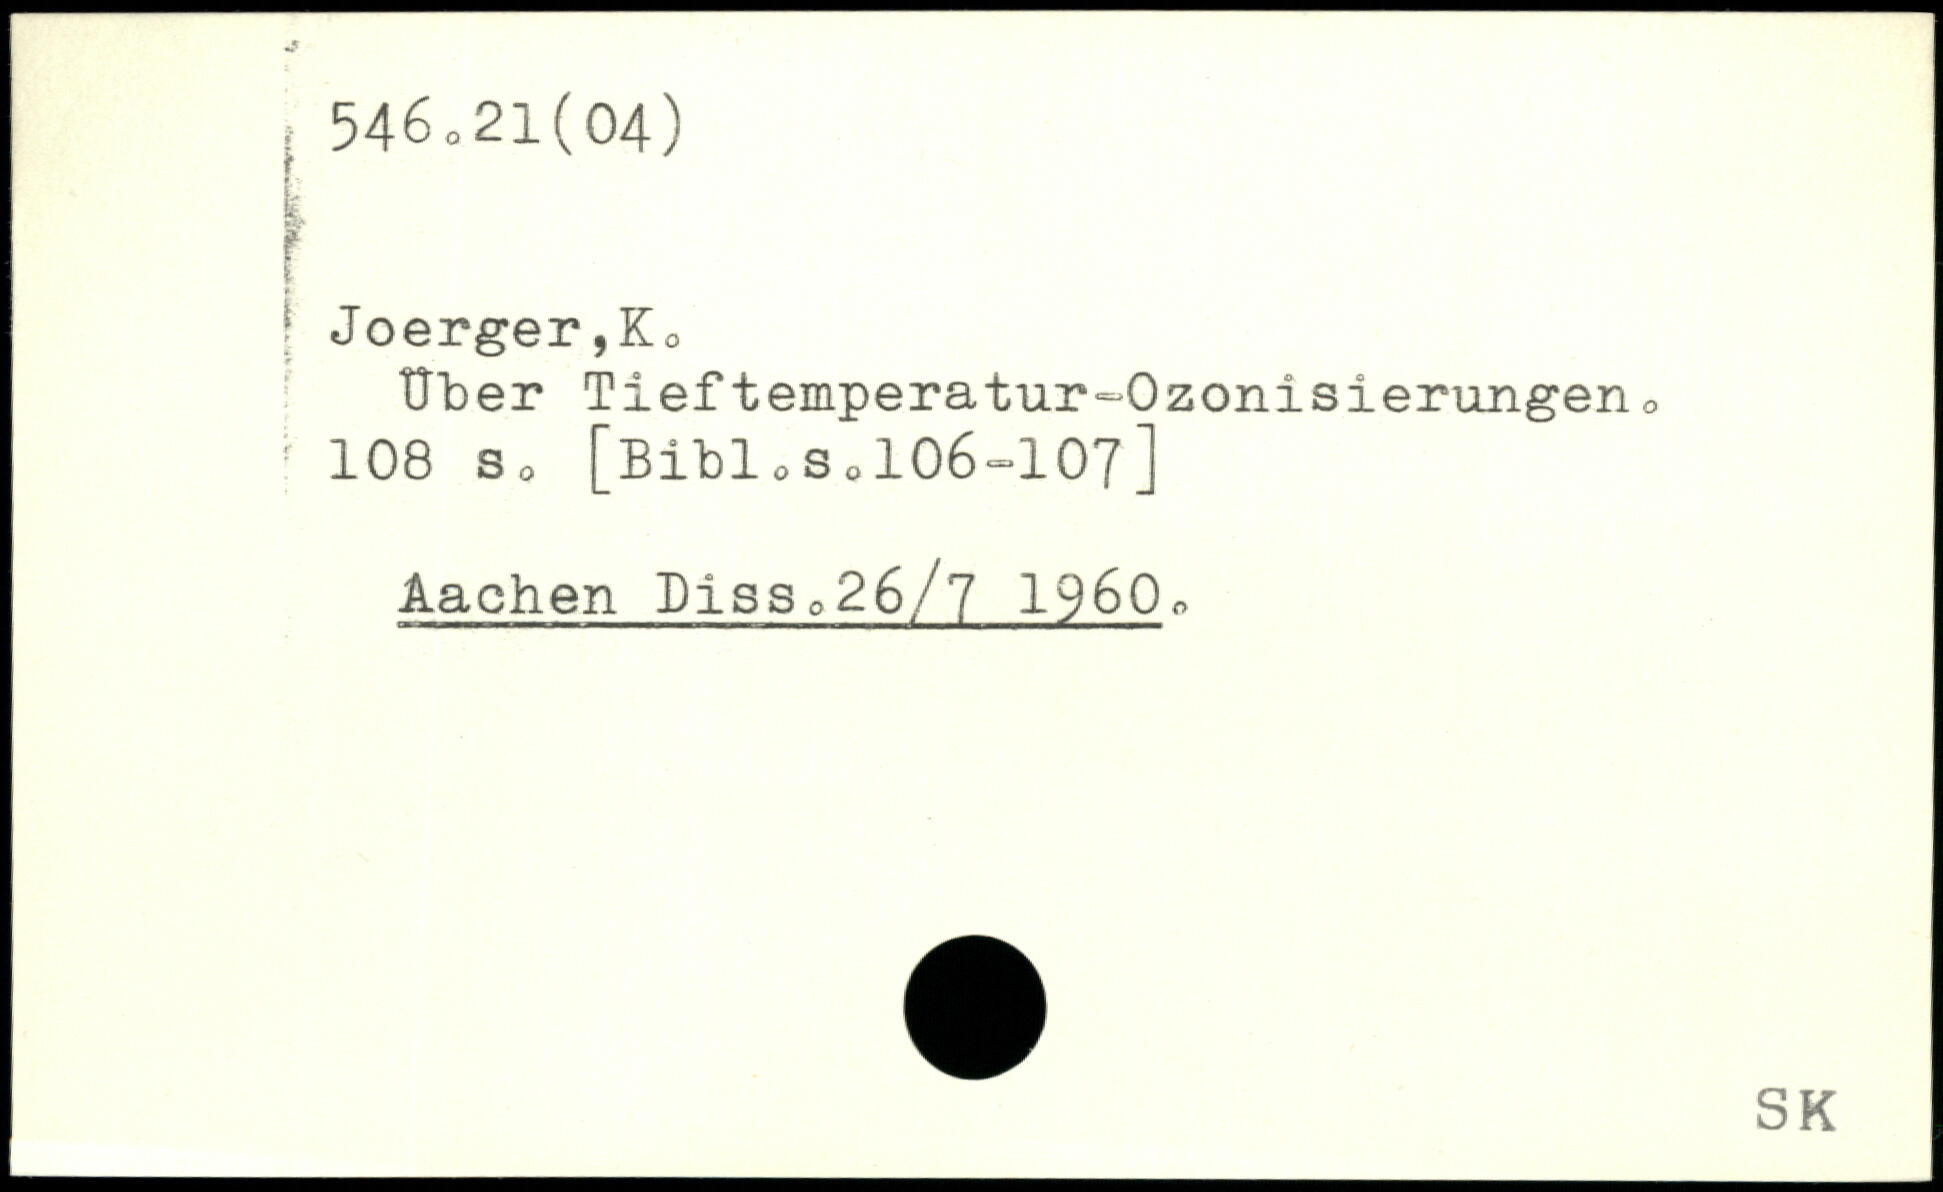 546.21(04)
Joerger,K.
Über Tieftemperatur-Ozonisierungen.
108 s. [Bibl.s.106-107]
Aachen Diss.26/7 1960.
SK